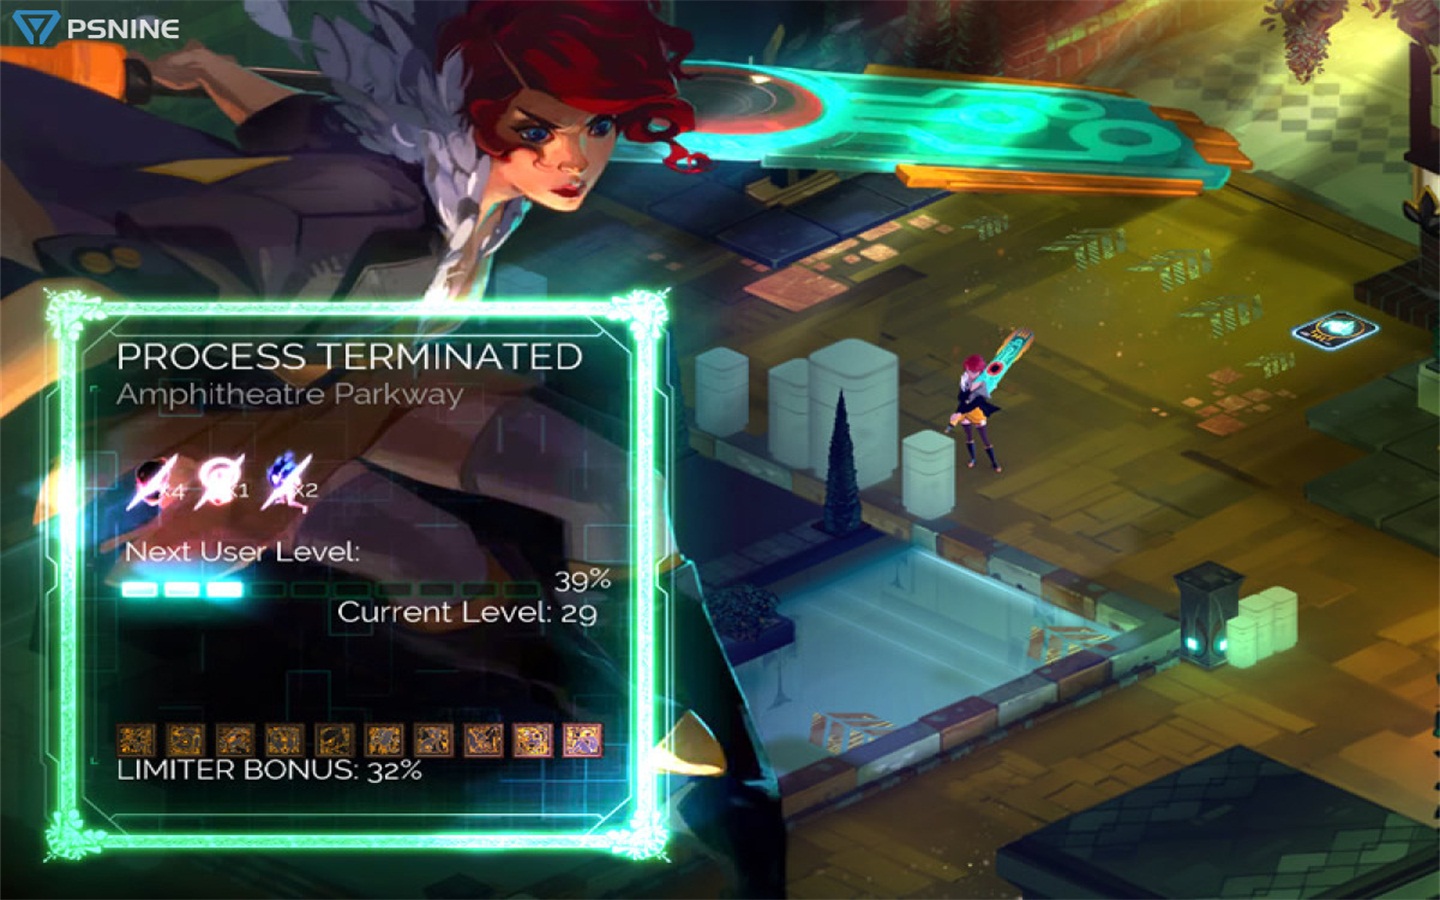 PSNINE
PROCESS TERMINATED
Amphitheatre Parkway
x4 x1 x2
Next User Level:
39%
Current Level: 29
LIMITER BONUS: 32%